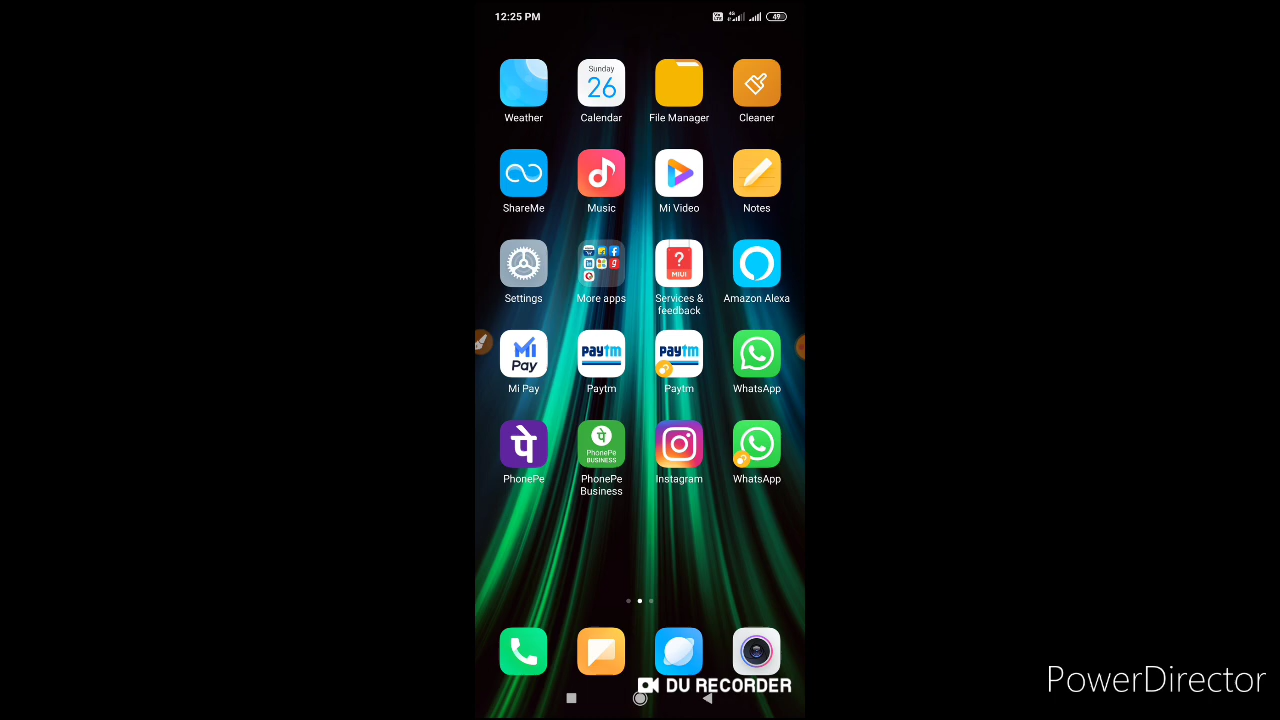 12:25 PM
4G
49
Sunday
26
Weather
Calendar
File Manager
Cleaner
ShareMe
Music
Mi Video
Notes
?
MIUI
Settings
More apps
Services &
feedback
Amazon Alexa
Mi
Pay
paytm
paytm
Mi Pay
Paytm
Paytm
WhatsApp
पे
पे
PhonePe
BUSINESS
PhonePe
PhonePe
Business
Instagram
WhatsApp
DU RECORDER
PowerDirector